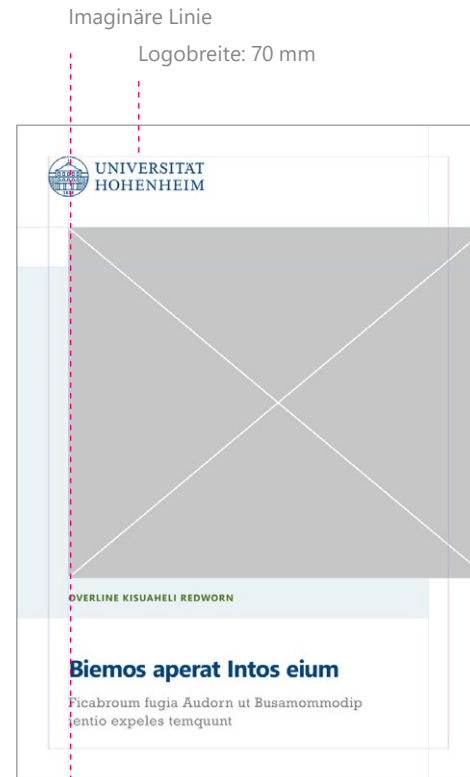 Imaginäre Linie
Logobreite: 70 mm
UNIVERSITÄT
HOHENHEIM
OVERLINE KISUAHELI REDWORN
Biemos aperat Intos eium
Ficabroum fugia Audorn ut Busamommodip
entio expeles temquunt